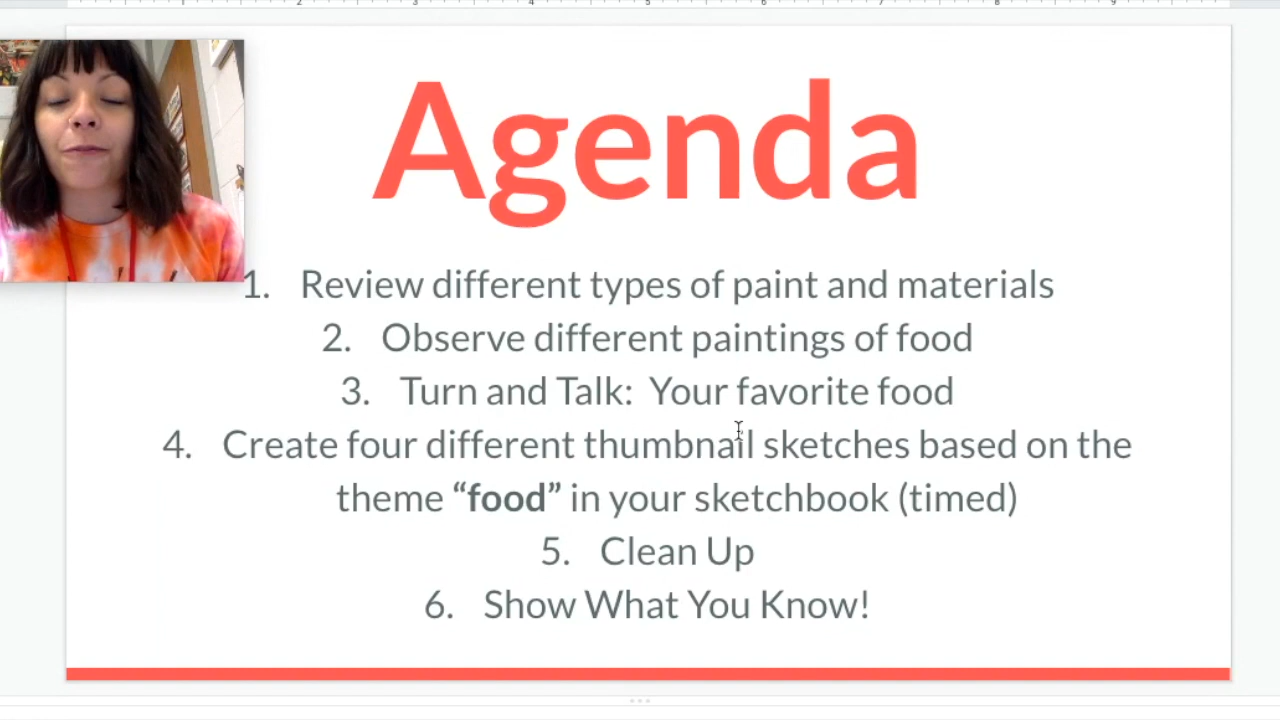 Agenda
1. Review different types of paint and materials
2. Observe different paintings of food
3. Turn and Talk: Your favorite food
4. Create four different thumbnail sketches based on the
theme “food” in your sketchbook (timed)
5. Clean Up
6. Show What You Know!